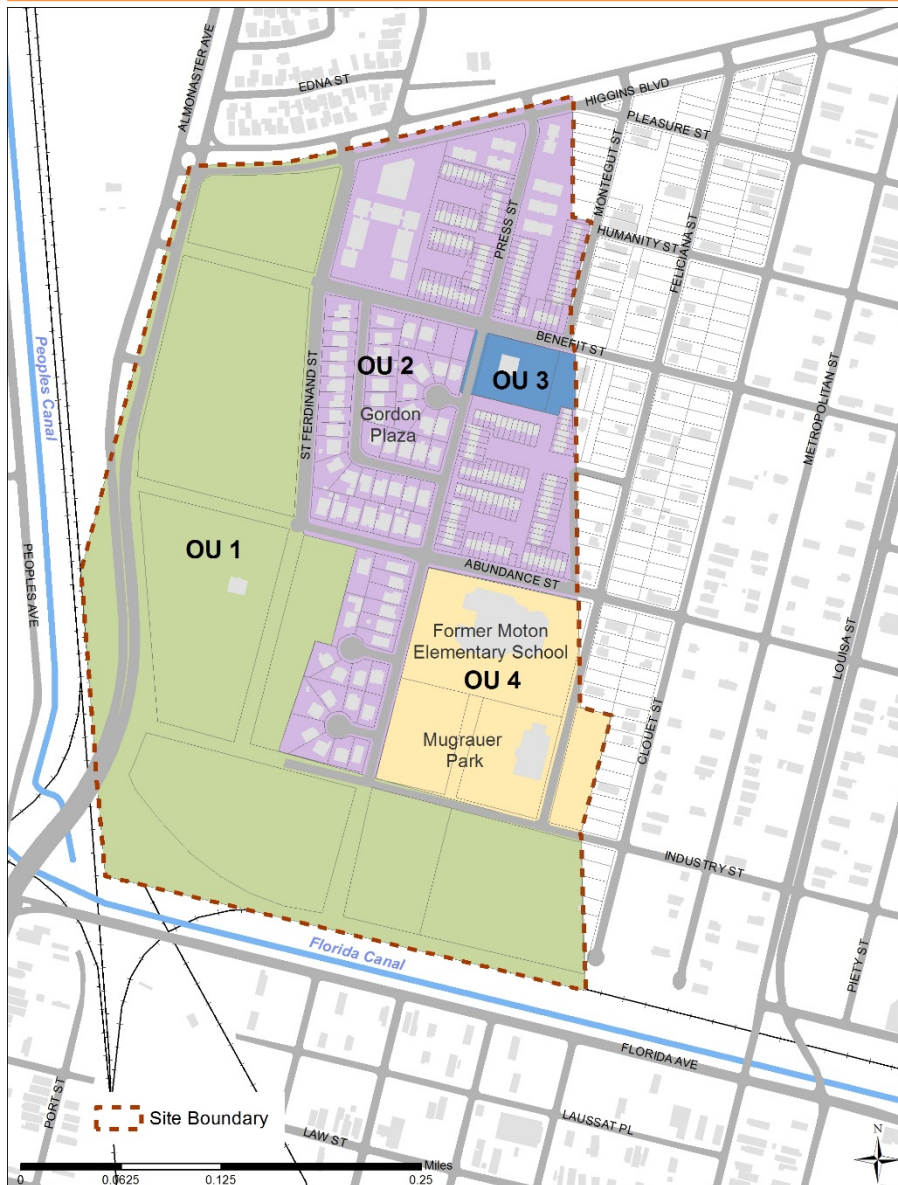 ALMONASTER AVE
EDNA ST
HIGGINS BLVD
PLEASURE ST
MONTEGUT ST
PRESS ST
HUMANITY ST
FELICIANA ST
BENEFIT ST
Peoples Canal
OU 2
OU 3
ST FERDINAND ST
Gordon
Plaza
METROPOLITAN ST
PEOPLES AVE
OU 1
ABUNDANCE ST
Former Moton
Elementary School
OU 4
LOUISA ST
Mugrauer
Park
CLOUET ST
INDUSTRY ST
Florida Canal
PIETY ST
FLORIDA AVE
PORT ST
Site Boundary
LAW ST
LAUSSAT PL
N
Miles
0
0.0625
0.125
0.25